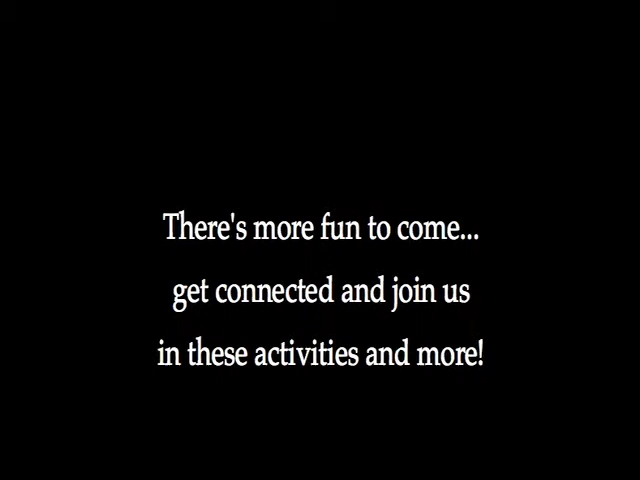 There's more fun to come...
get connected and join us
in these activities and more!